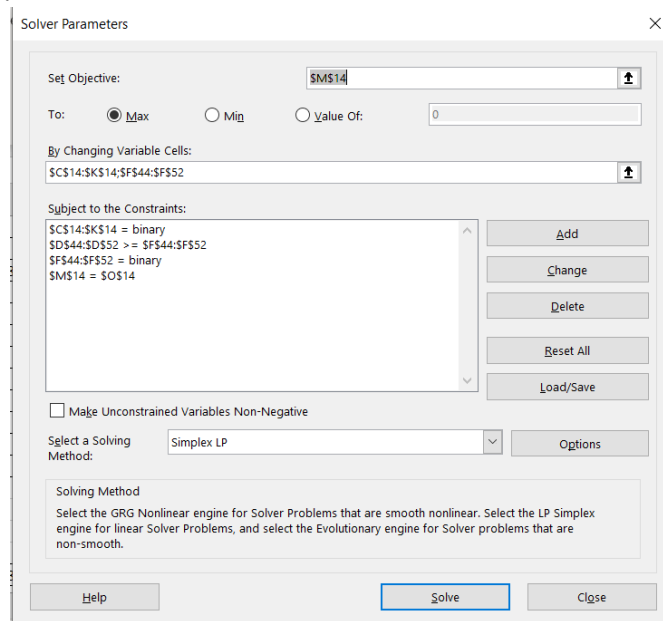 Solver Parameters
Set Objective: $M$14
To: Max Min Value Of: 0
By Changing Variable Cells:
$C$14:$K$14;$F$44:$F$52
Subject to the Constraints:
$C$14:$K$14 = binary
$D$44:$D$52 >= $F$44:$F$52
$F$44:$F$52 = binary
$M$14 = $O$14
Add
Change
Delete
Reset All
Load/Save
Make Unconstrained Variables Non-Negative
Select a Solving Method: Simplex LP Options
Solving Method
Select the GRG Nonlinear engine for Solver Problems that are smooth nonlinear. Select the LP Simplex
engine for linear Solver Problems, and select the Evolutionary engine for Solver problems that are
non-smooth.
Help Solve Close